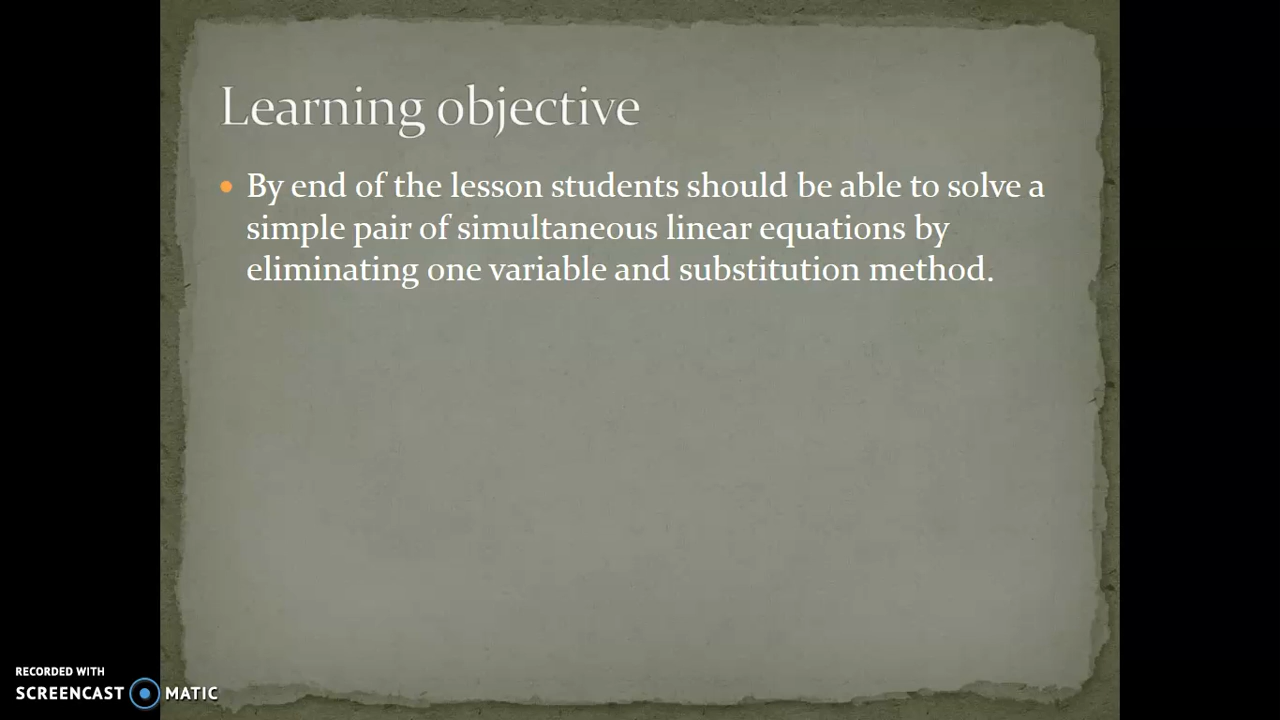 Learning objective
By end of the lesson students should be able to solve a
simple pair of simultaneous linear equations by
eliminating one variable and substitution method.
RECORDED WITH
SCREENCAST MATIC